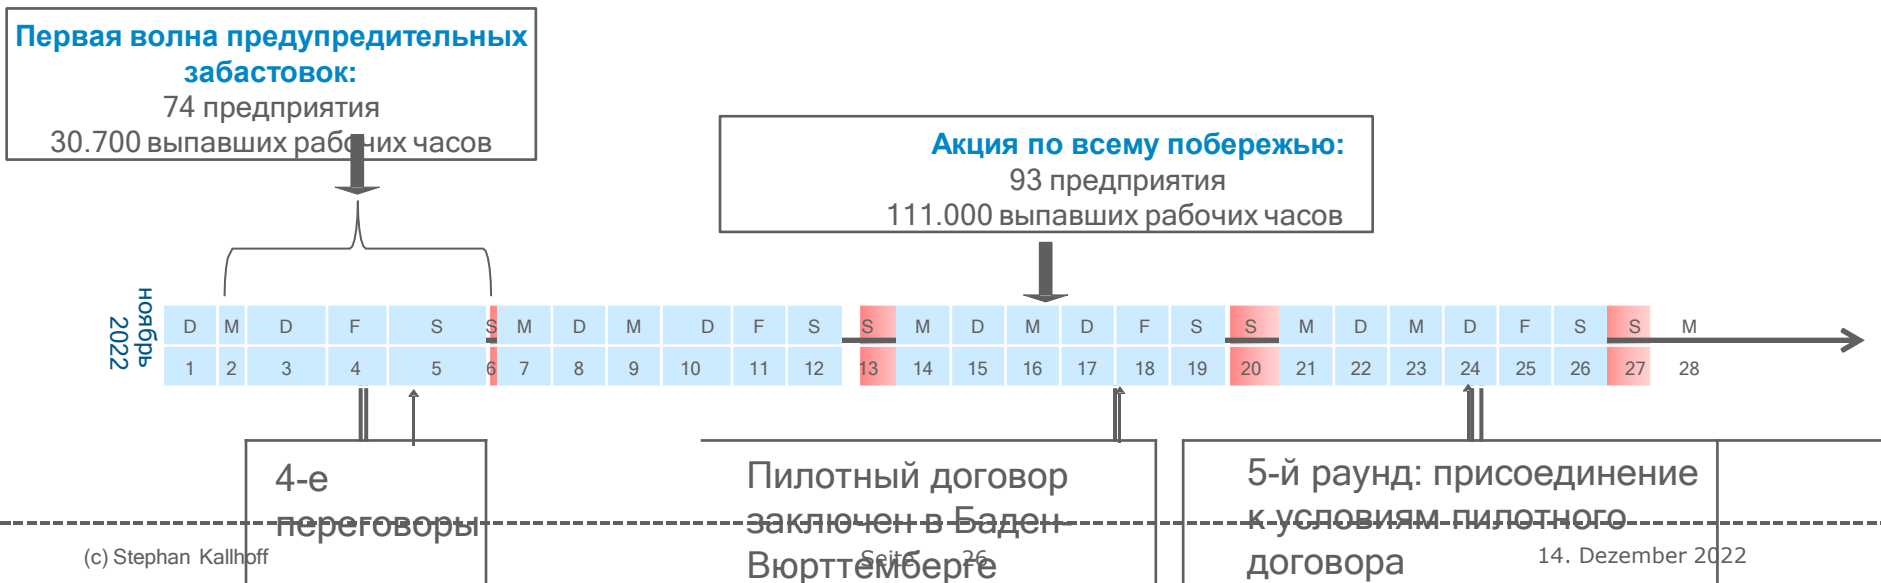 Первая волна предупредительных
забастовок:
74 предприятия
30.700 выпавших рабочих часов
Акция по всему побережью:
93 предприятия
111.000 выпавших рабочих часов
ноябрь
2022
D M D F S S M D M D F S S M D M D F S S M D M D F S S M
1 2 3 4 5 6 7 8 9 10 11 12 13 14 15 16 17 18 19 20 21 22 23 24 25 26 27 28
4-е
переговоры
Пилотный договор
заключен в Баден-
Вюрттемберге
5-й раунд: присоединение
к условиям пилотного
договора
(c) Stephan Kallhoff
Seite 26
14. Dezember 2022